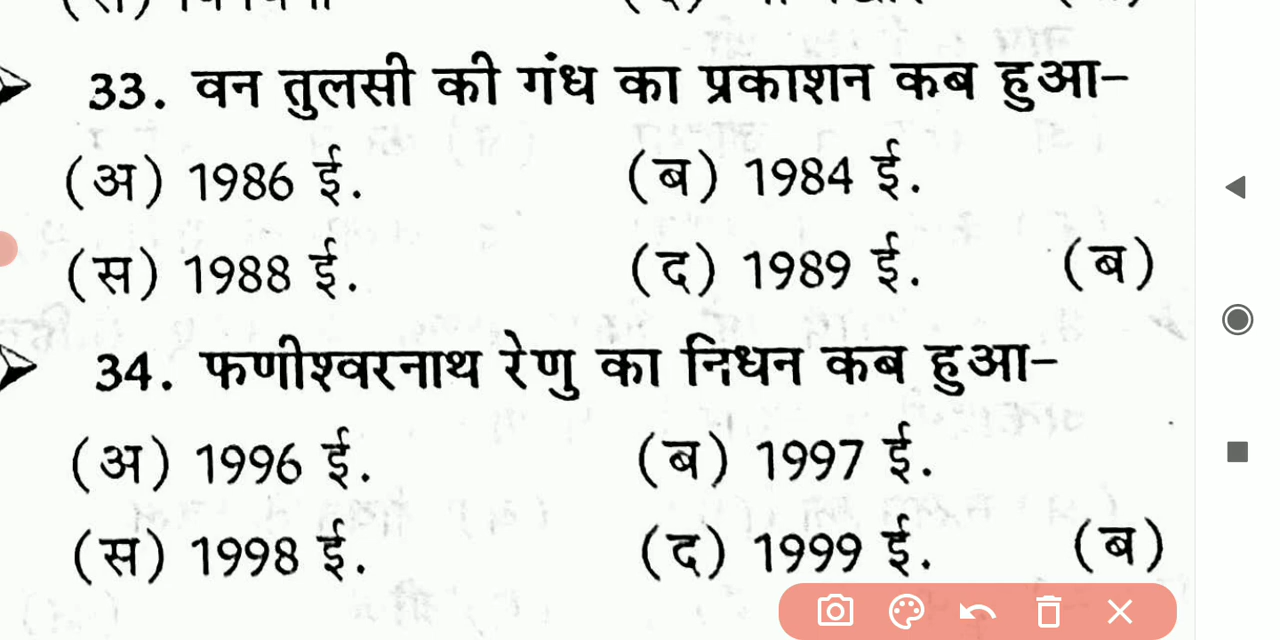 33. वन तुलसी की गंध का प्रकाशन कब हुआ-
(अ) 1986 ई. (ब) 1984 ई.
(स) 1988 ई. (द) 1989 ई. (ब)
34. फणीश्वरनाथ रेणु का निधन कब हुआ-
(अ) 1996 ई. (ब) 1997 ई.
(स) 1998 ई. (द) 1999 ई. (ब)